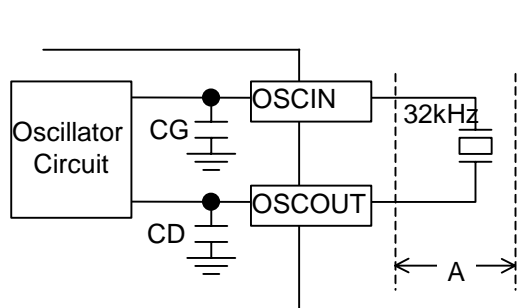 OSCIN
32kHz
Oscillator
Circuit
CG
OSCOUT
CD
A